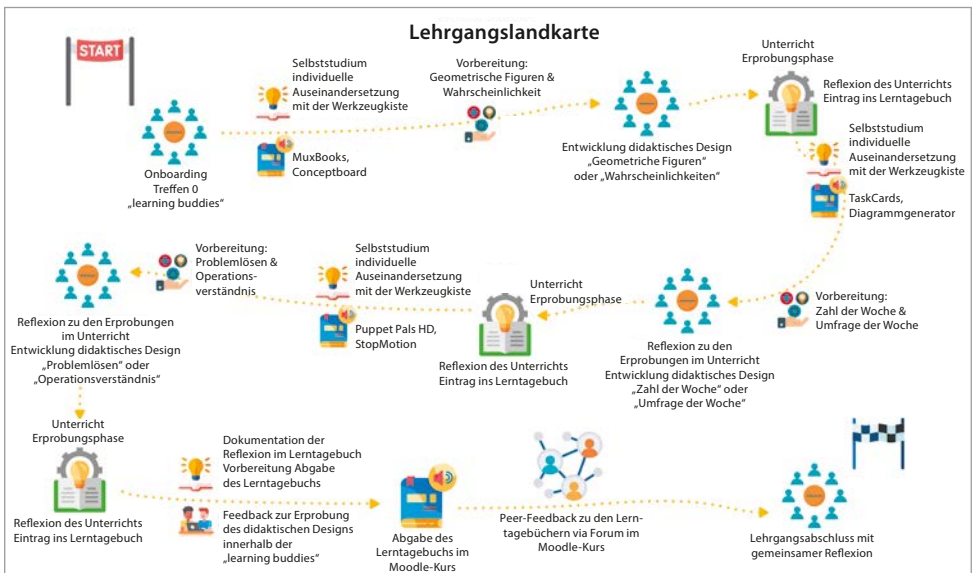 Lehrgangslandkarte
START
Onboarding
Treffen 0
„learning buddies“
Selbststudium
individuelle
Auseinandersetzung
mit der Werkzeugkiste
MuxBooks,
Conceptboard
Vorbereitung:
Geometrische Figuren &
Wahrscheinlichkeit
Entwicklung didaktisches Design
„Geometriche Figuren“
oder „Wahrscheinlichkeiten“
Unterricht
Erprobungsphase
Reflexion des Unterrichts
Eintrag ins Lerntagebuch
Selbststudium
individuelle
Auseinandersetzung
mit der Werkzeugkiste
TaskCards,
Diagrammgenerator
Vorbereitung:
Zahl der Woche &
Umfrage der Woche
Reflexion zu den
Erprobungen im Unterricht
Entwicklung didaktisches Design
„Zahl der Woche“ oder
„Umfrage der Woche“
Unterricht
Erprobungsphase
Reflexion des Unterrichts
Eintrag ins Lerntagebuch
Selbststudium
individuelle
Auseinandersetzung
mit der Werkzeugkiste
Puppet Pals HD,
StopMotion
Vorbereitung:
Problemlösen &
Operations-
verständnis
Reflexion zu den Erprobungen
im Unterricht
Entwicklung didaktisches Design
„Problemlösen“ oder
„Operationsverständnis“
Unterricht
Erprobungsphase
Reflexion des Unterrichts
Eintrag ins Lerntagebuch
Dokumentation der
Reflexion im Lerntagebuch
Vorbereitung Abgabe
des Lerntagebuchs
Feedback zur Erprobung
des didaktischen Designs
innerhalb der
„learning buddies“
Abgabe des
Lerntagebuchs im
Moodle-Kurs
Peer-Feedback zu den Lern-
tagebüchern via Forum im
Moodle-Kurs
Lehrgangsabschluss mit
gemeinsamer Reflexion